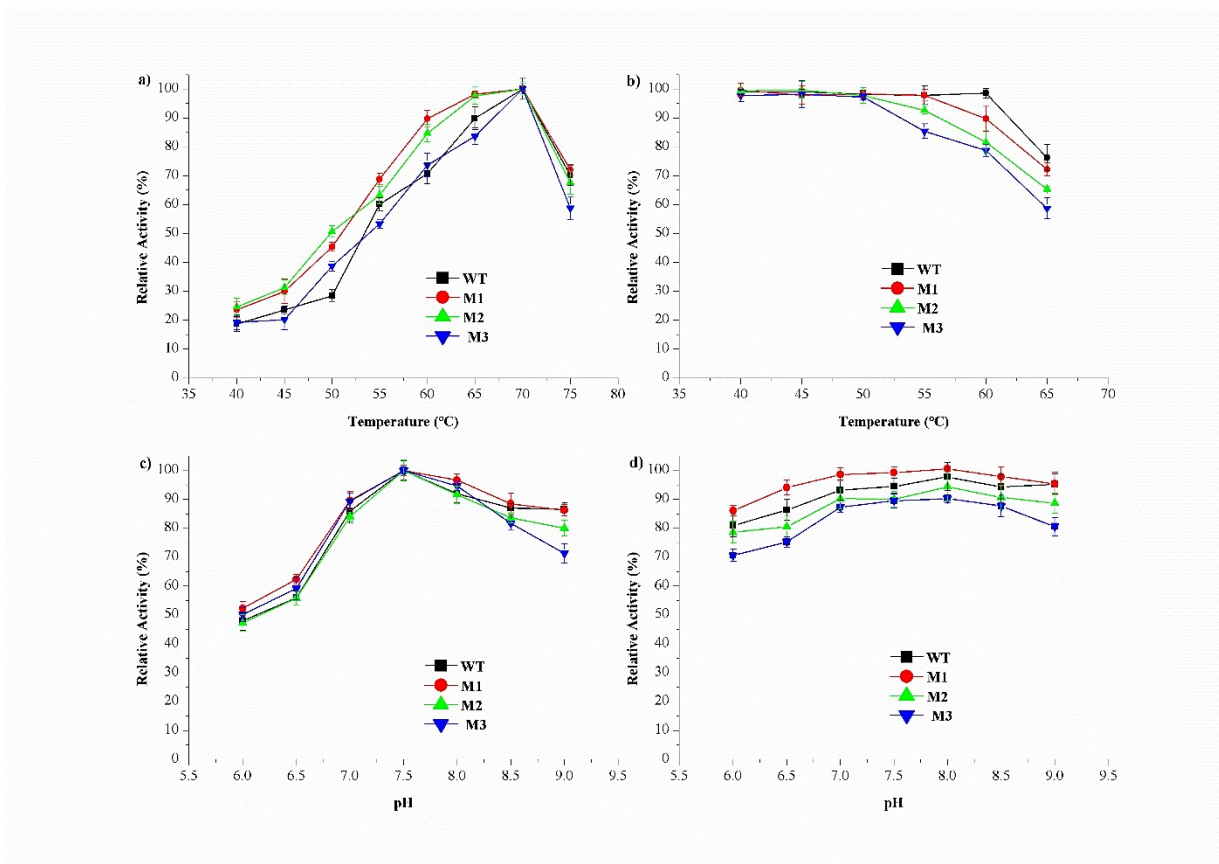 a)
100
90
80
70
60
50
40
30
20
10
0
Relative Activity (%)
WT
M1
M2
M3
35 40 45 50 55 60 65 70 75 80
Temperature (°C)
b)
100
90
80
70
60
50
40
30
20
10
0
Relative Activity (%)
WT
M1
M2
M3
35 40 45 50 55 60 65 70
Temperature (°C)
c)
100
90
80
70
60
50
40
30
20
10
0
Relative Activity (%)
WT
M1
M2
M3
5.5 6.0 6.5 7.0 7.5 8.0 8.5 9.0 9.5
pH
d)
100
90
80
70
60
50
40
30
20
10
0
Relative Activity (%)
WT
M1
M2
M3
5.5 6.0 6.5 7.0 7.5 8.0 8.5 9.0 9.5
pH